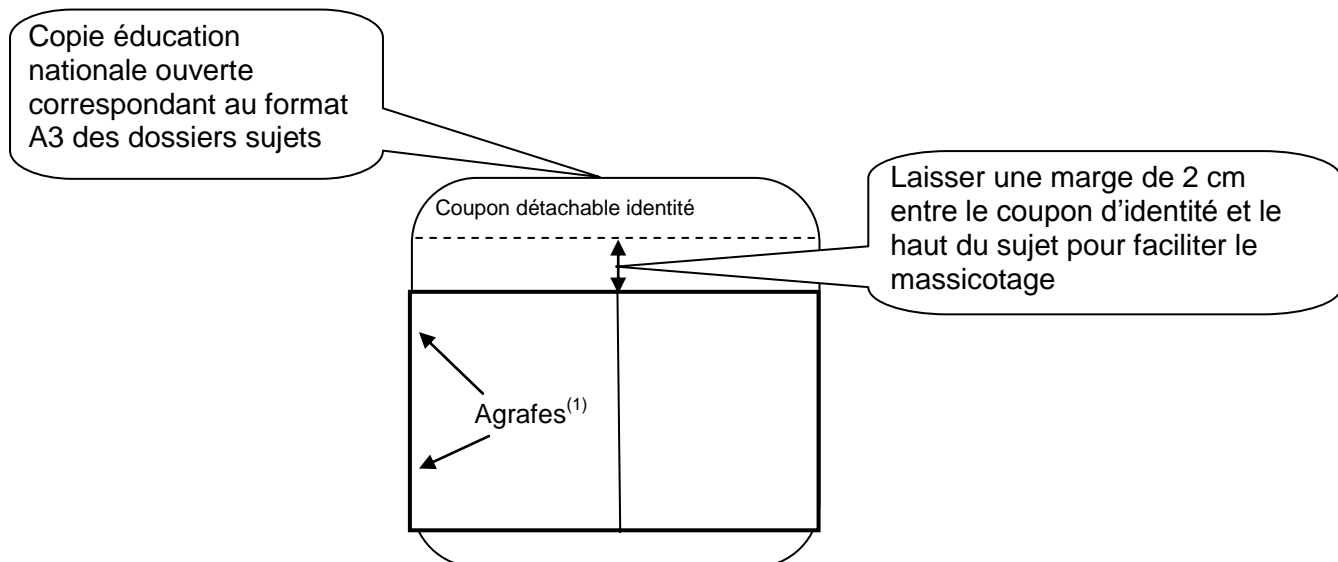 Copie éducation
nationale ouverte
correspondant au format
A3 des dossiers sujets
Coupon détachable identité
Laisser une marge de 2 cm
entre le coupon d’identité et le
haut du sujet pour faciliter le
massicotage
Agrafes(1)